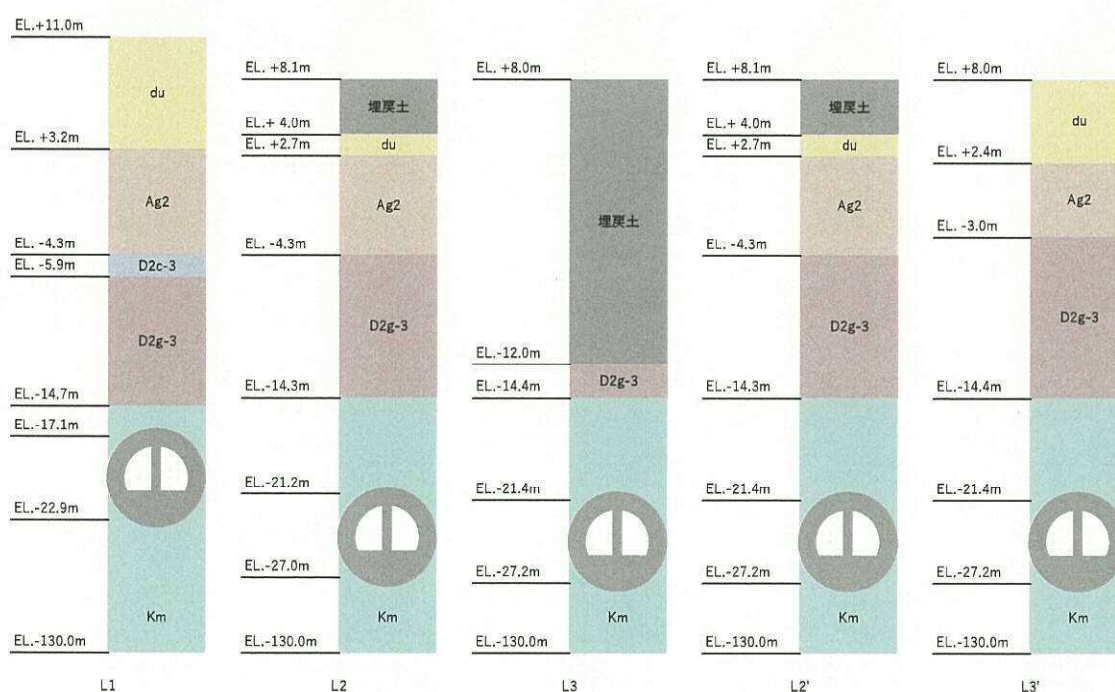 EL.+11.0m
du
EL. +3.2m
Ag2
EL. -4.3m
D2c-3
EL. -5.9m
D2g-3
EL.-14.7m
EL.-17.1m
EL.-22.9m
Km
EL.-130.0m
L1
EL. +8.1m
埋戻土
EL.+ 4.0m
du
EL. +2.7m
Ag2
EL. -4.3m
D2g-3
EL.-14.3m
EL.-21.2m
EL.-27.0m
Km
EL.-130.0m
L2
EL. +8.0m
埋戻土
EL.-12.0m
D2g-3
EL.-14.4m
EL.-21.4m
EL.-27.2m
Km
EL.-130.0m
L3
EL. +8.1m
埋戻土
EL.+ 4.0m
du
EL. +2.7m
Ag2
EL. -4.3m
D2g-3
EL.-14.3m
EL.-21.4m
EL.-27.2m
Km
EL.-130.0m
L2'
EL. +8.0m
du
EL. +2.4m
Ag2
EL. -3.0m
D2g-3
EL.-14.4m
EL.-21.4m
EL.-27.2m
Km
EL.-130.0m
L3'